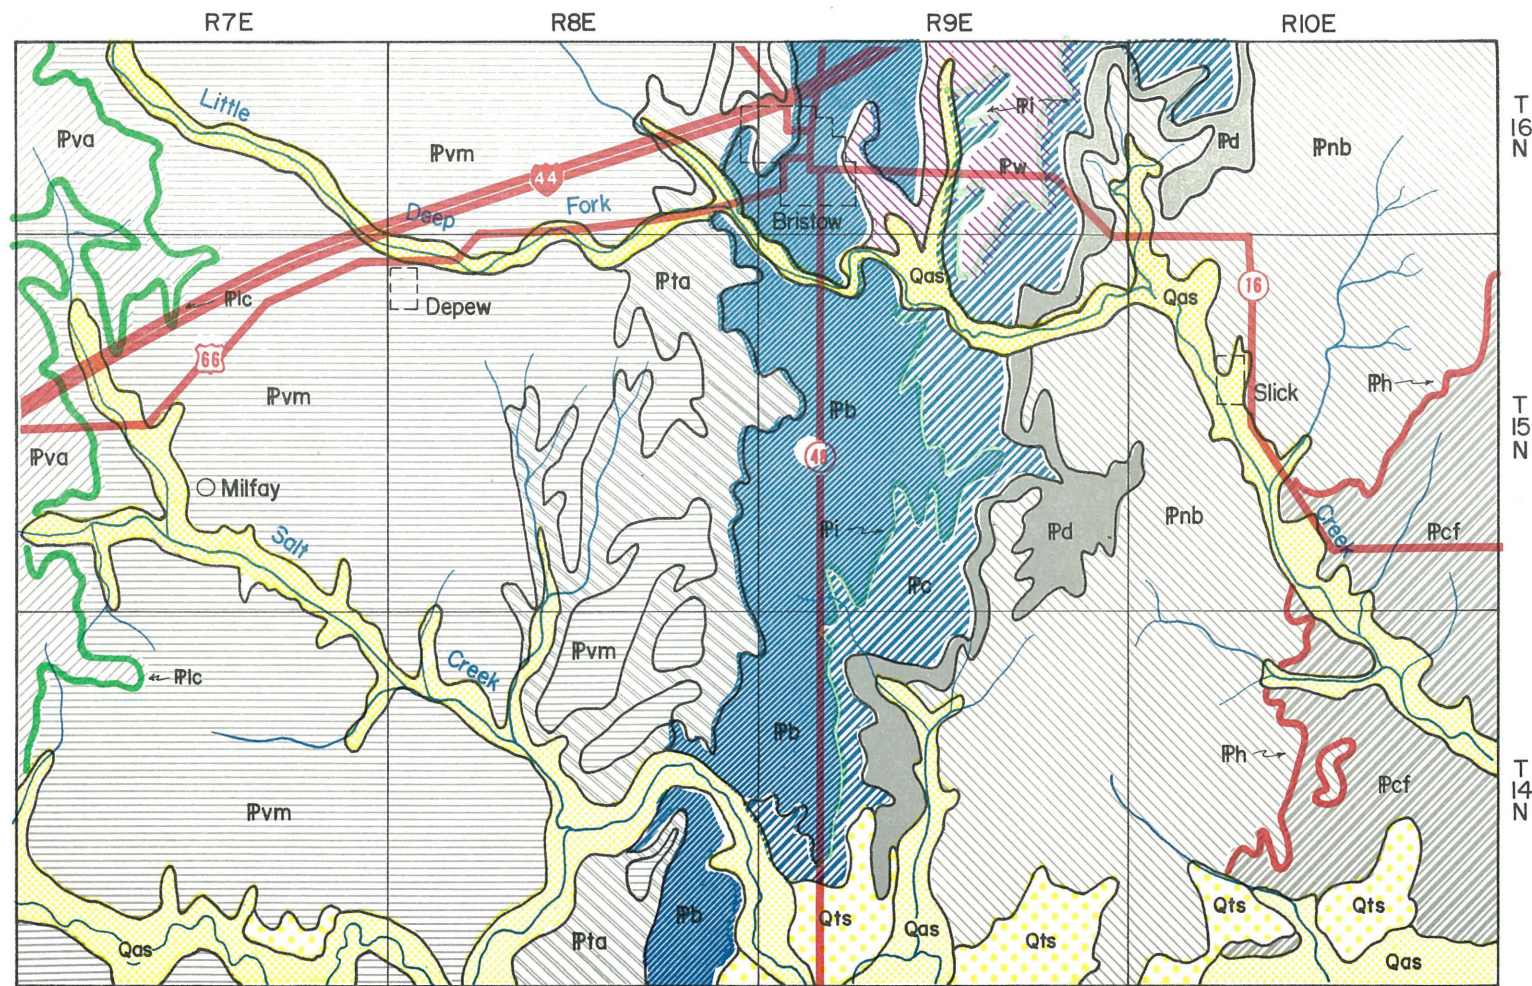 R7E R8E R9E R10E
T
16
N
Little
ℙva
ℙvm
44
Deep
Fork
Bristow
ℙi
ℙw
ℙd
ℙnb
ℙlc
Depew
ℙta
Qas
Qas
16
66
ℙvm
ℙb
Slick
ℙh
T
15
N
ℙva
48
Milfay
Salt
ℙi
ℙd
ℙnb
Creek
ℙcf
ℙc
ℙvm
Creek
ℙlc
ℙb
ℙh
ℙcf
T
14
N
ℙvm
Qas
ℙta
ℙb
Qts
Qas
Qts
Qts
Qts
Qas